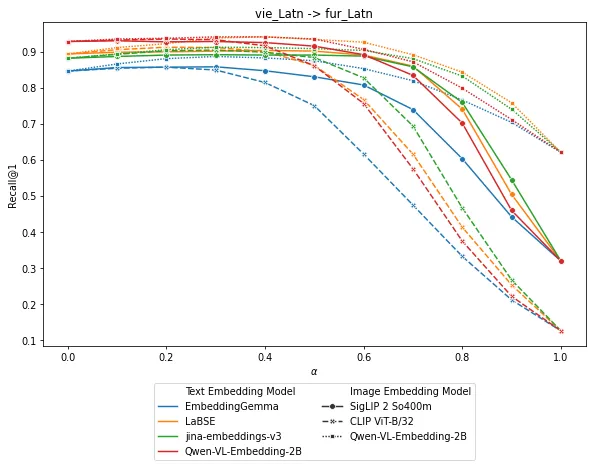 vie_Latn -> fur_Latn
Recall@1
0.9
0.8
0.7
0.6
0.5
0.4
0.3
0.2
0.1
0.0 0.2 0.4 0.6 0.8 1.0
α
Text Embedding Model Image Embedding Model
EmbeddingGemma SigLIP 2 So400m
LaBSE CLIP ViT-B/32
jina-embeddings-v3 Qwen-VL-Embedding-2B
Qwen-VL-Embedding-2B